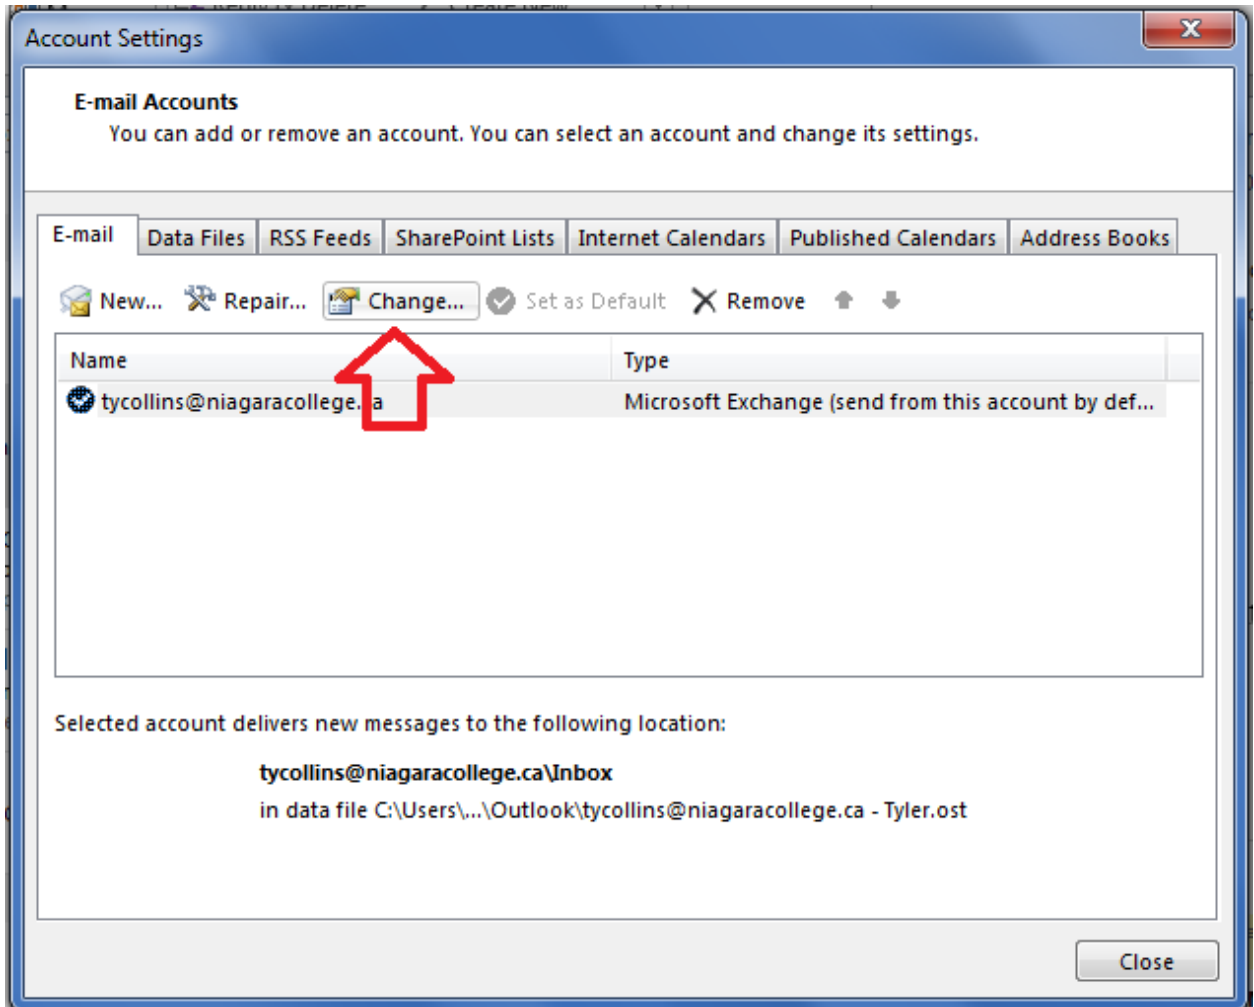 Account Settings
E-mail Accounts
You can add or remove an account. You can select an account and change its settings.
E-mail Data Files RSS Feeds SharePoint Lists Internet Calendars Published Calendars Address Books
New... Repair... Change... Set as Default Remove
Name Type
tycollins@niagaracollege. a Microsoft Exchange (send from this account by def...
Selected account delivers new messages to the following location:
tycollins@niagaracollege.ca\Inbox
in data file C:\Users\...\Outlook\tycollins@niagaracollege.ca - Tyler.ost
Close